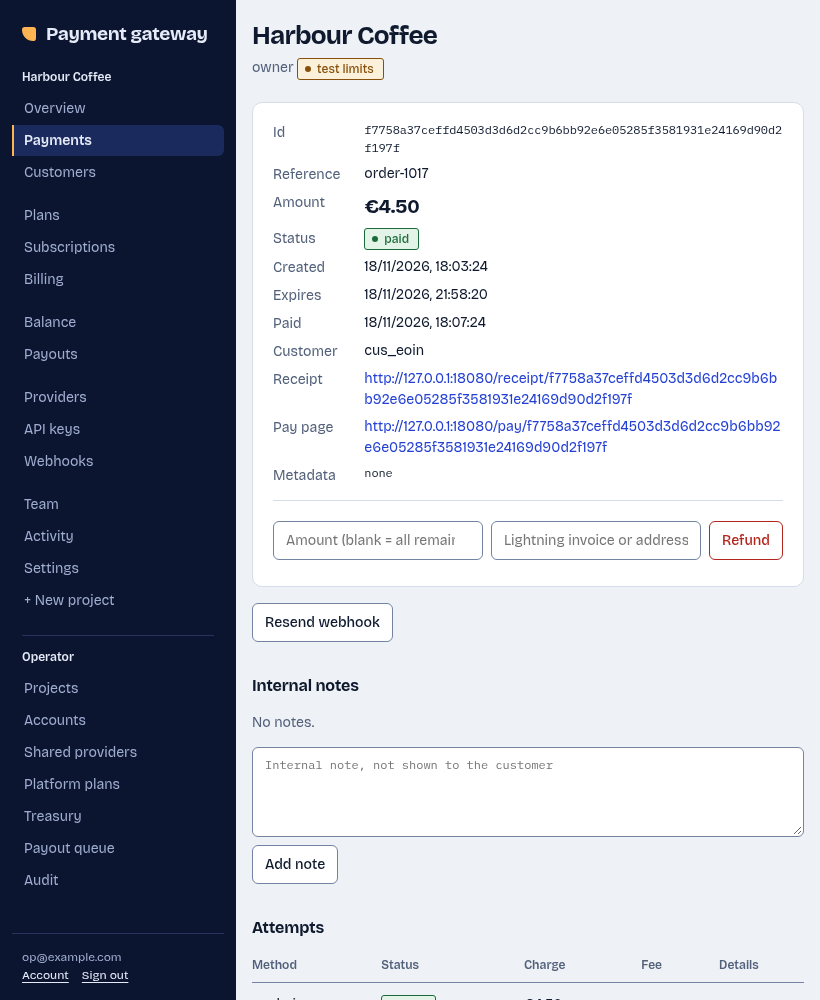 Payment gateway
Harbour Coffee
Overview
Payments
Customers
Plans
Subscriptions
Billing
Balance
Payouts
Providers
API keys
Webhooks
Team
Activity
Settings
+ New project
Operator
Projects
Accounts
Shared providers
Platform plans
Treasury
Payout queue
Audit
op@example.com
Account Sign out
Harbour Coffee
owner test limits
Id f7758a37ceffd4503d3d6d2cc9b6bb92e6e05285f3581931e24169d90d2
f197f
Reference order-1017
Amount €4.50
Status paid
Created 18/11/2026, 18:03:24
Expires 18/11/2026, 21:58:20
Paid 18/11/2026, 18:07:24
Customer cus_eoin
Receipt http://127.0.0.1:18080/receipt/f7758a37ceffd4503d3d6d2cc9b6b
b92e6e05285f3581931e24169d90d2f197f
Pay page http://127.0.0.1:18080/pay/f7758a37ceffd4503d3d6d2cc9b6bb92
e6e05285f3581931e24169d90d2f197f
Metadata none
Amount (blank = all remain Lightning invoice or address Refund
Resend webhook
Internal notes
No notes.
Internal note, not shown to the customer
Add note
Attempts
Method Status Charge Fee Details